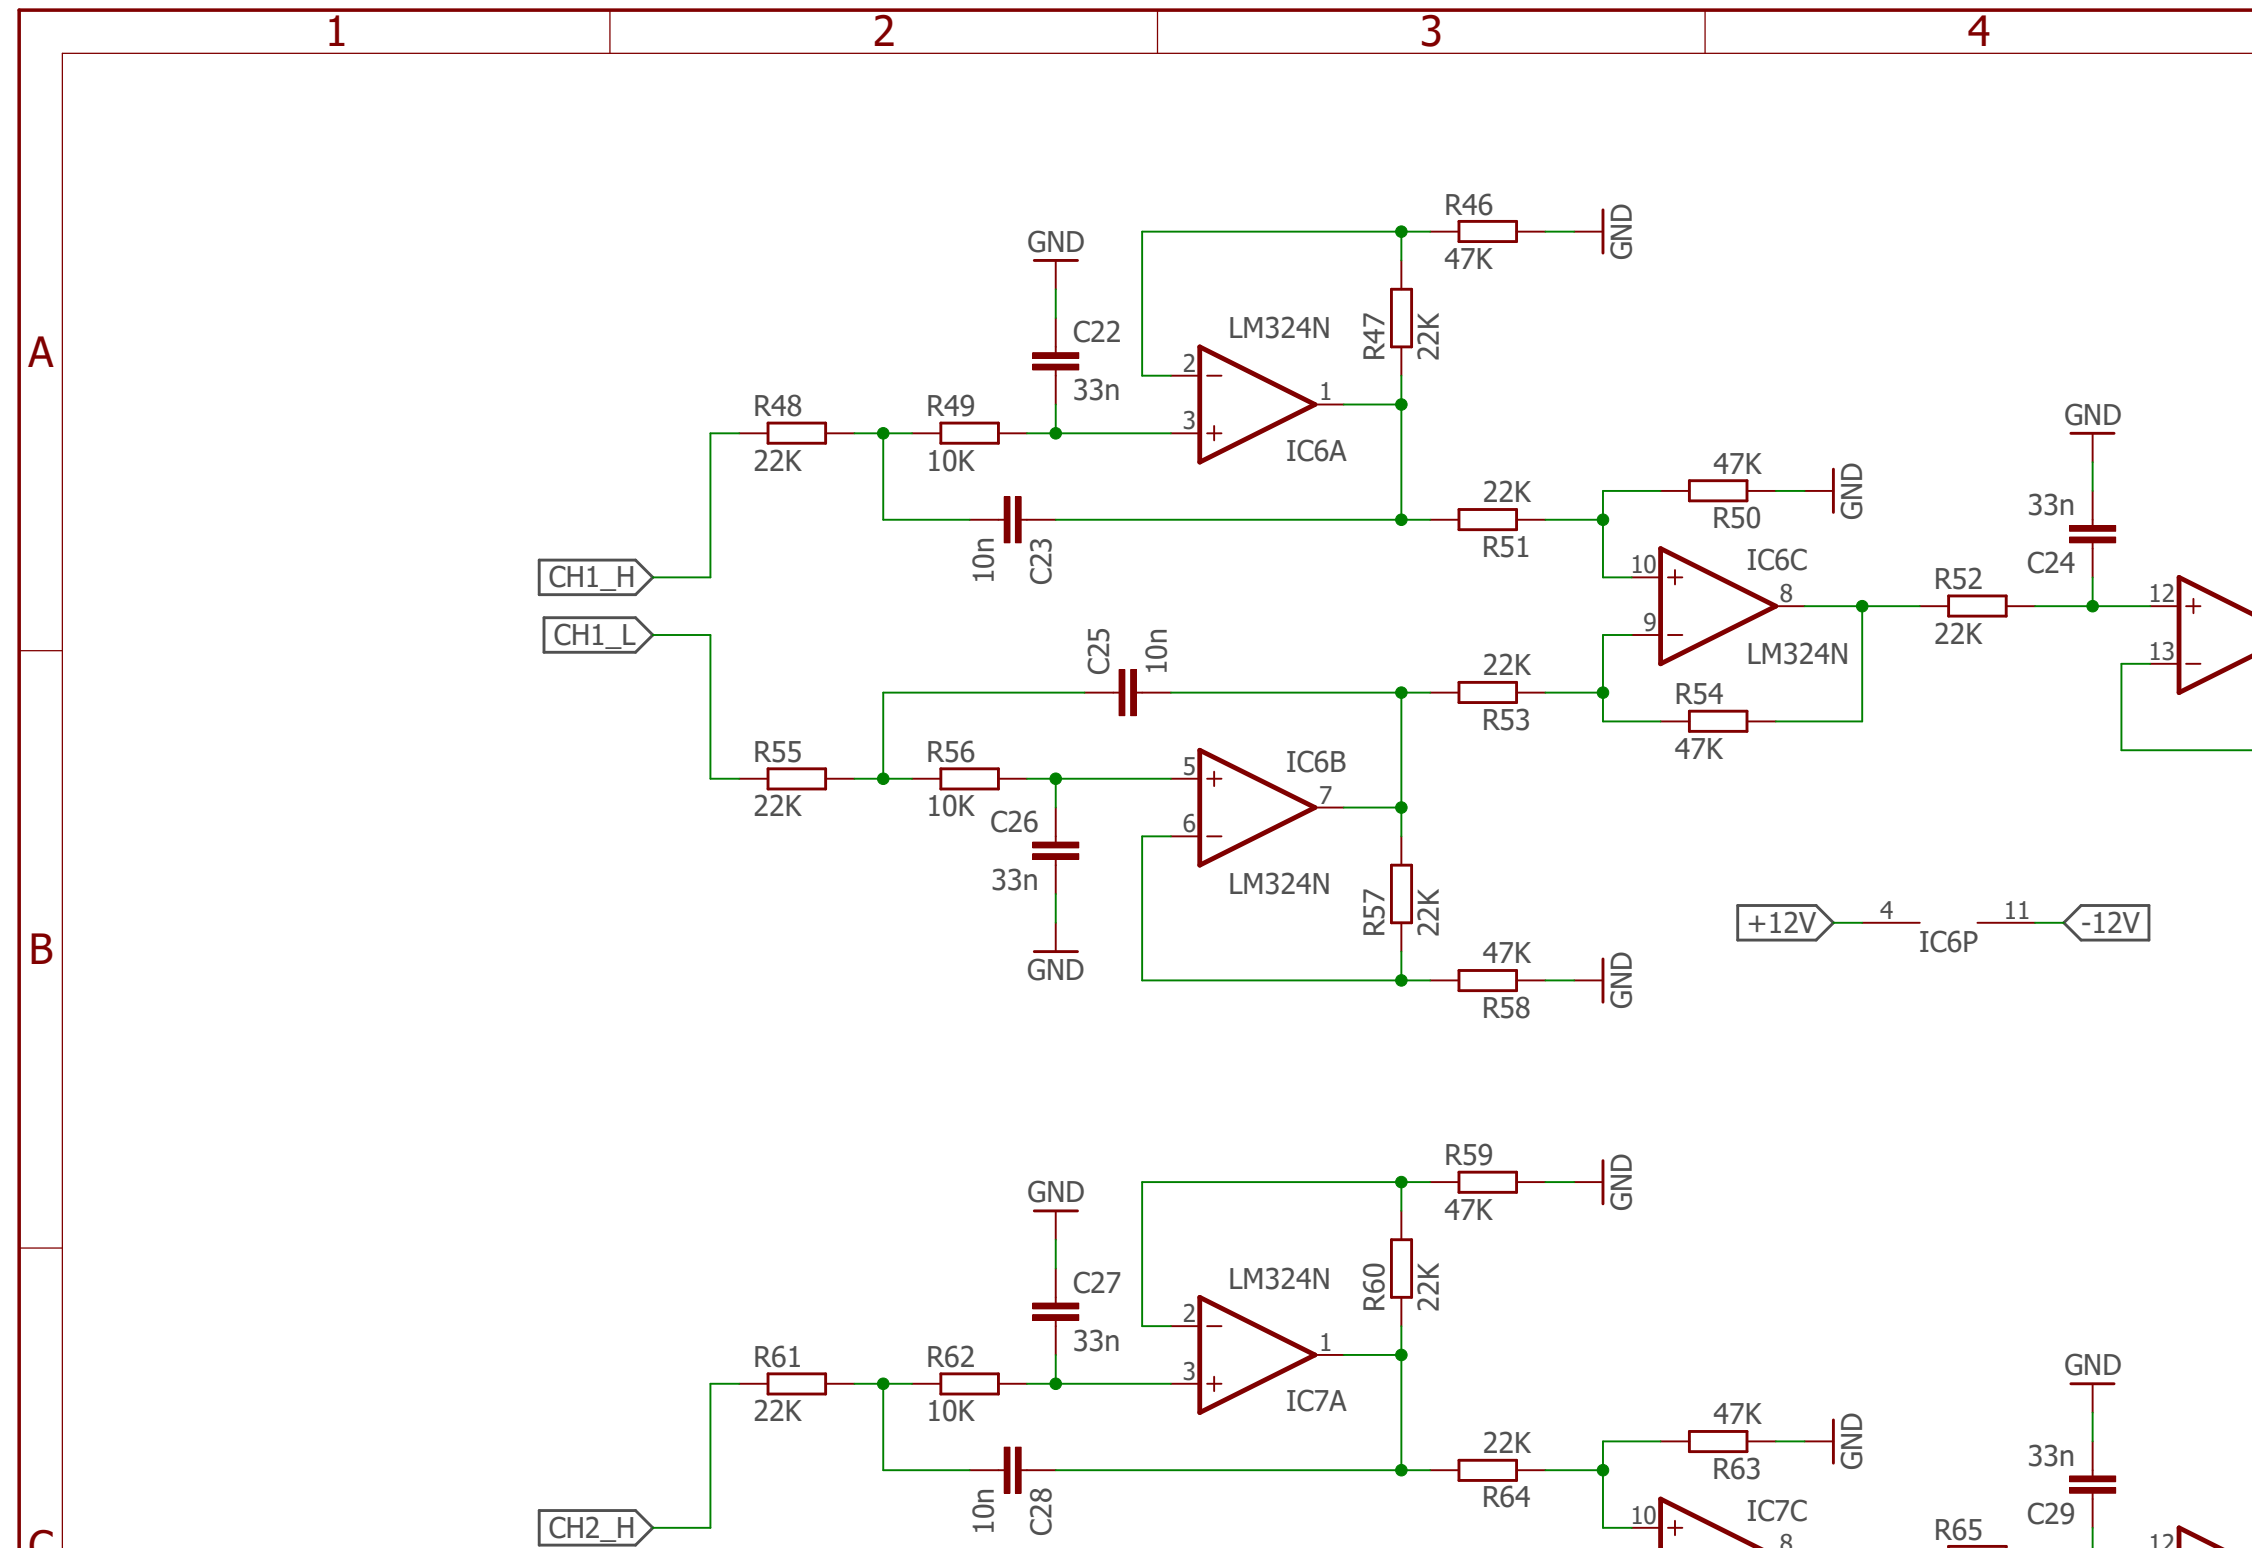 1 2 3 4
A
B
C
R46
47K
GND
GND
C22
33n
LM324N
R47
22K
2
3
1
IC6A
R48
22K
R49
10K
10n
C23
CH1_H
CH1_L
22K
R51
47K
R50
GND
IC6C
10
9
8
LM324N
GND
33n
C24
R52
22K
12
13
C25
10n
22K
R53
R54
47K
R55
22K
R56
10K
C26
33n
GND
IC6B
5
6
7
LM324N
R57
22K
47K
R58
GND
+12V
4
IC6P
11
-12V
R59
47K
GND
GND
C27
33n
LM324N
R60
22K
2
3
1
IC7A
R61
22K
R62
10K
10n
C28
CH2_H
22K
R64
47K
R63
GND
IC7C
10
8
GND
33n
C29
R65
12